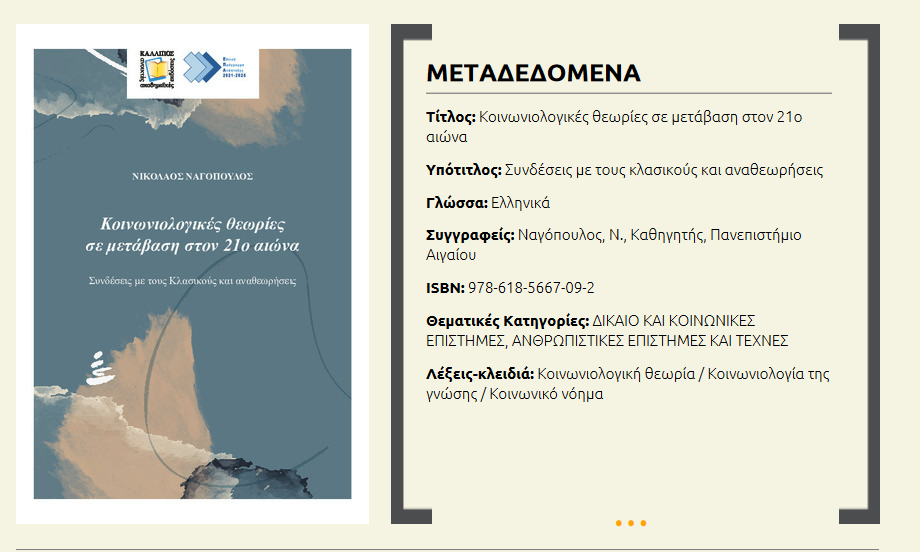 ΚΑΛΛΙΠΟΣ
2021-2025
ΝΙΚΟΛΑΟΣ ΝΑΓΟΠΟΥΛΟΣ
Κοινωνιολογικές θεωρίες
σε μετάβαση στον 21ο αιώνα
Συνδέσεις με τους Κλασικούς και αναθεωρήσεις
ΜΕΤΑΔΕΔΟΜΕΝΑ
Τίτλος: Κοινωνιολογικές θεωρίες σε μετάβαση στον 21ο
αιώνα
Υπότιτλος: Συνδέσεις με τους κλασικούς και αναθεωρήσεις
Γλώσσα: Ελληνικά
Συγγραφείς: Ναγόπουλος, Ν., Καθηγητής, Πανεπιστήμιο
Αιγαίου
ISBN: 978-618-5667-09-2
Θεματικές Κατηγορίες: ΔΙΚΑΙΟ ΚΑΙ ΚΟΙΝΩΝΙΚΕΣ
ΕΠΙΣΤΗΜΕΣ, ΑΝΘΡΩΠΙΣΤΙΚΕΣ ΕΠΙΣΤΗΜΕΣ ΚΑΙ ΤΕΧΝΕΣ
Λέξεις-κλειδιά: Κοινωνιολογική θεωρία / Κοινωνιολογία της
γνώσης / Κοινωνικό νόημα